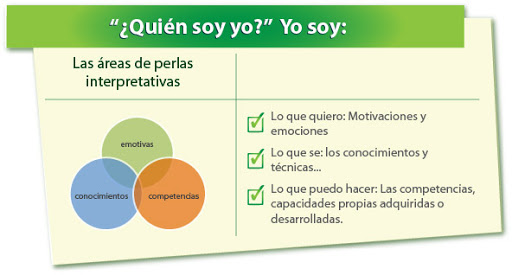 “¿Quién soy yo?” Yo soy:
Las áreas de perlas
interpretativas
emotivas
conocimientos
competencias
Lo que quiero: Motivaciones y
emociones
Lo que se: los conocimientos y
técnicas...
Lo que puedo hacer: Las competencias,
capacidades propias adquiridas o
desarrolladas.